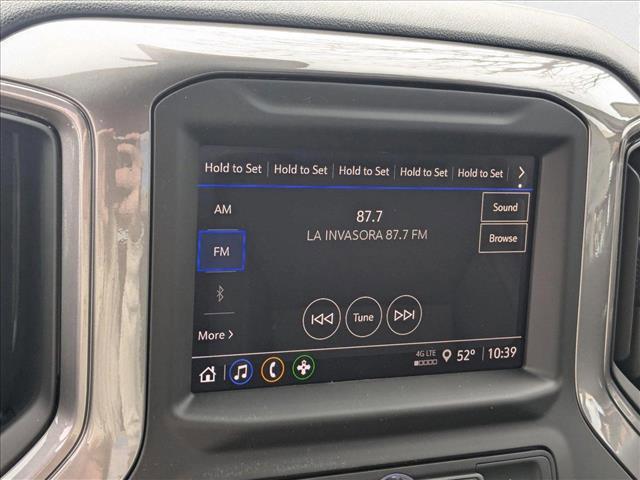 Hold to Set Hold to Set Hold to Set Hold to Set Hold to Set >
AM
87.7
Sound
LA INVASORA 87.7 FM
FM
Browse
Tune
More >
4G LTE 52° 10:39